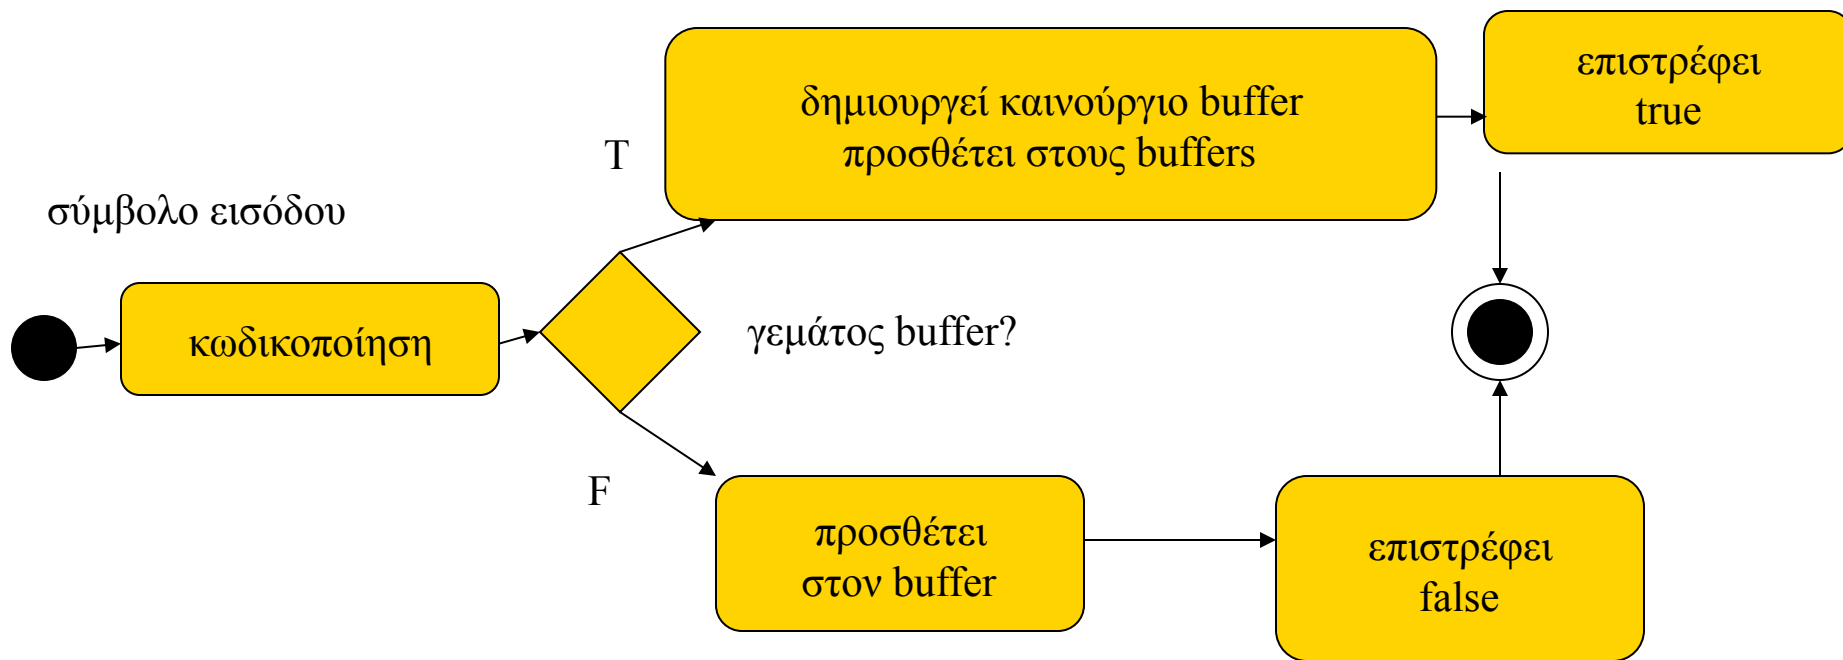 σύμβολο εισόδου
κωδικοποίηση
γεμάτος buffer?
T
δημιουργεί καινούργιο buffer
προσθέτει στους buffers
επιστρέφει
true
F
προσθέτει
στον buffer
επιστρέφει
false